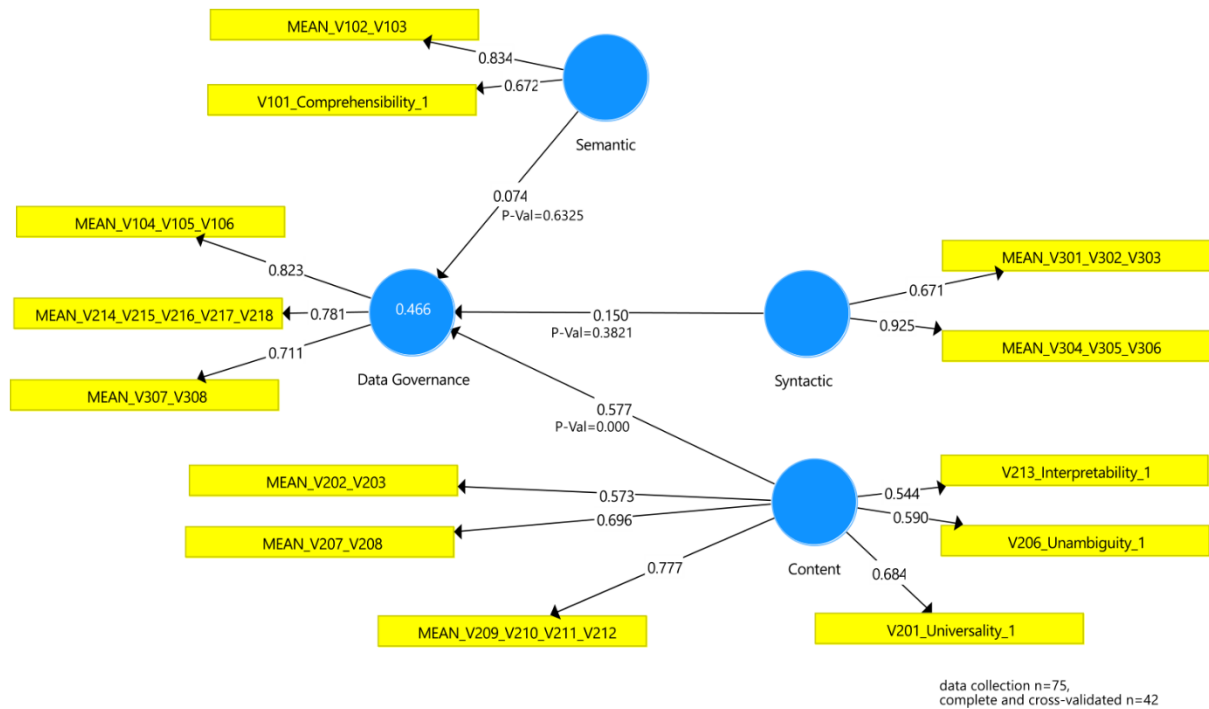 MEAN_V102_V103
0.834
0.672
V101_Comprehensibility_1
Semantic
0.074
P-Val=0.6325
MEAN_V104_V105_V106
0.823
MEAN_V214_V215_V216_V217_V218
0.781
0.466
0.711
MEAN_V307_V308
Data Governance
0.150
P-Val=0.3821
MEAN_V301_V302_V303
0.671
0.925
MEAN_V304_V305_V306
Syntactic
0.577
P-Val=0.000
MEAN_V202_V203
0.573
MEAN_V207_V208
0.696
0.777
MEAN_V209_V210_V211_V212
Content
V213_Interpretability_1
0.544
0.590
V206_Unambiguity_1
0.684
V201_Universality_1
data collection n=75,
complete and cross-validated n=42